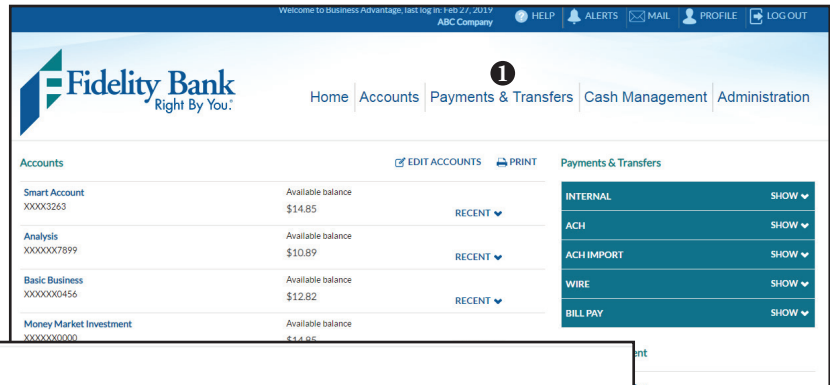 Welcome to Business Advantage, last log in: Feb 27, 2019
ABC Company
HELP
ALERTS
MAIL
PROFILE
LOG OUT
Fidelity Bank
Right By You.®
1
Home
Accounts
Payments & Transfers
Cash Management
Administration
Accounts
EDIT ACCOUNTS
PRINT
Smart Account
XXXX3263
Available balance
$14.85
RECENT
Analysis
XXXXXX7899
Available balance
$10.89
RECENT
Basic Business
XXXXXX0456
Available balance
$12.82
RECENT
Money Market Investment
XXXXXX0000
Available balance
$14.85
Payments & Transfers
INTERNAL SHOW
ACH SHOW
ACH IMPORT SHOW
WIRE SHOW
BILL PAY SHOW